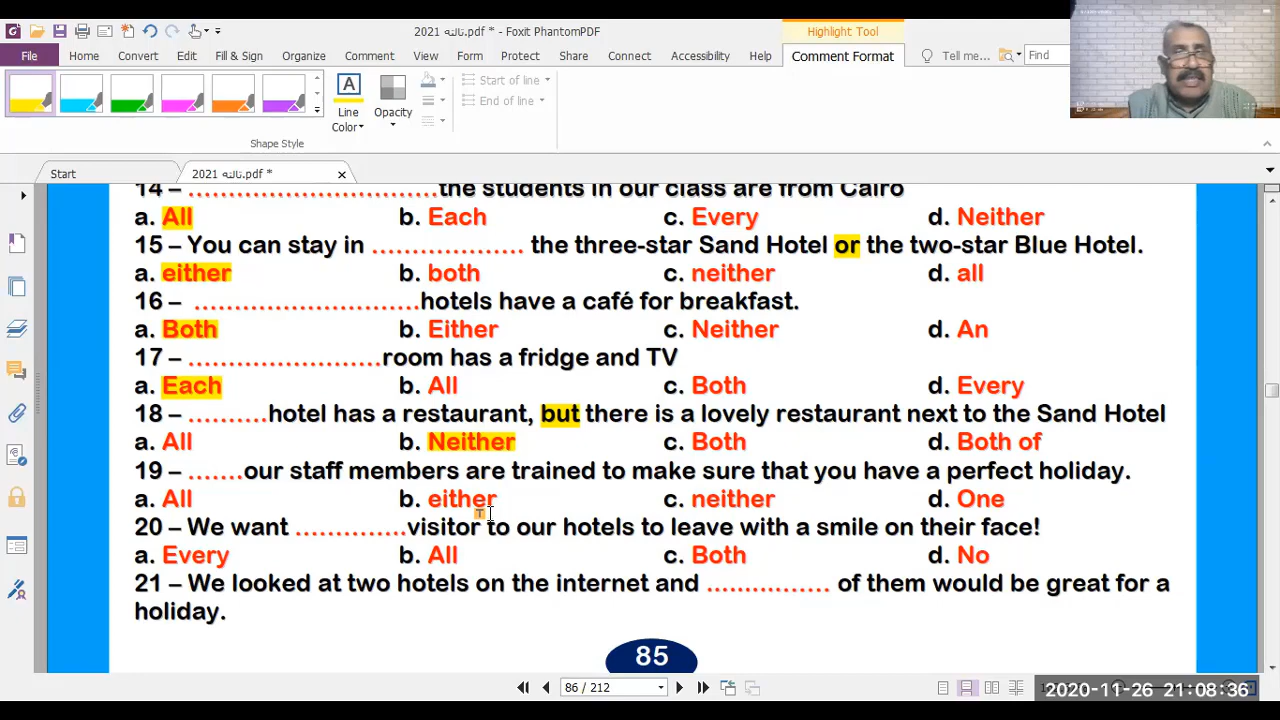 2021 ثالثه.pdf * - Foxit PhantomPDF
Highlight Tool
File
Home
Convert
Edit
Fill & Sign
Organize
Comment
View
Form
Protect
Share
Connect
Accessibility
Help
Comment Format
Tell me...
Find
Line Color
Opacity
Start of line
End of line
Shape Style
Start
2021 ثالثه.pdf *
14 – ................................the students in our class are from Cairo
a. All b. Each c. Every d. Neither
15 – You can stay in .................... the three-star Sand Hotel or the two-star Blue Hotel.
a. either b. both c. neither d. all
16 – .............................hotels have a café for breakfast.
a. Both b. Either c. Neither d. An
17 – .........................room has a fridge and TV
a. Each b. All c. Both d. Every
18 – ..........hotel has a restaurant, but there is a lovely restaurant next to the Sand Hotel
a. All b. Neither c. Both d. Both of
19 – .......our staff members are trained to make sure that you have a perfect holiday.
a. All b. either c. neither d. One
20 – We want ..............visitor to our hotels to leave with a smile on their face!
a. Every b. All c. Both d. No
21 – We looked at two hotels on the internet and ................ of them would be great for a
holiday.
85
86 / 212
2020-11-26 21:08:36